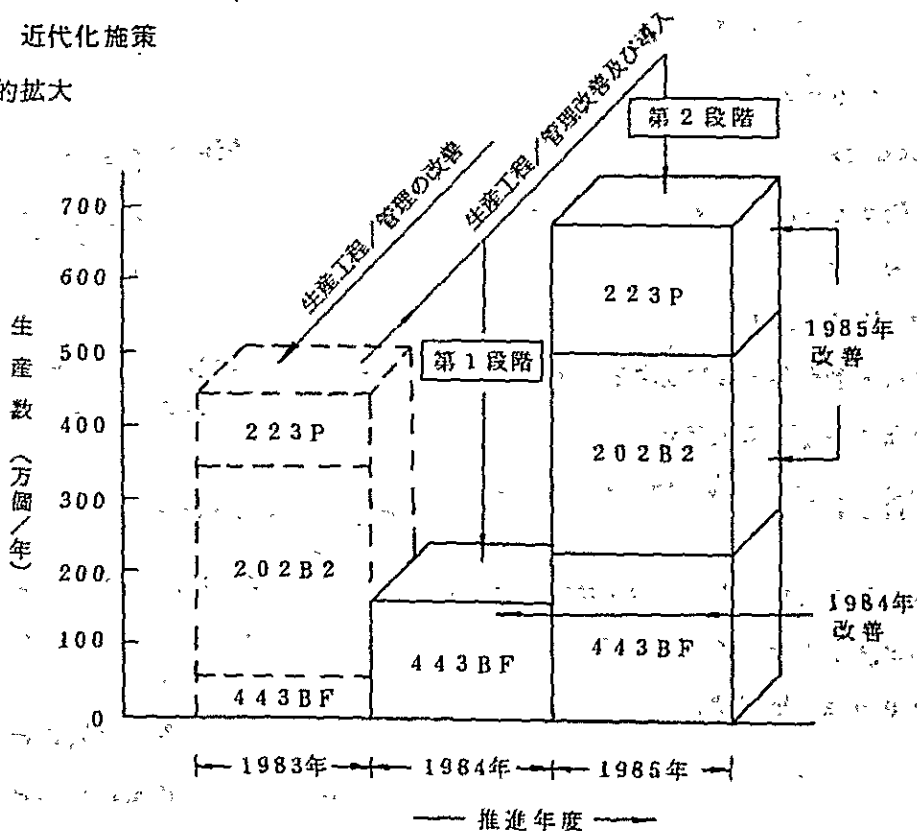 近代化施策
的拡大
生産工程/管理の改善
生産工程/管理改善及び導入
第2段階
第1段階
生産数(万個/年)
700
600
500
400
300
200
100
0
223P
202B2
443BF
443BF
223P
202B2
443BF
1985年
改善
1984年
改善
1983年
1984年
1985年
推進年度